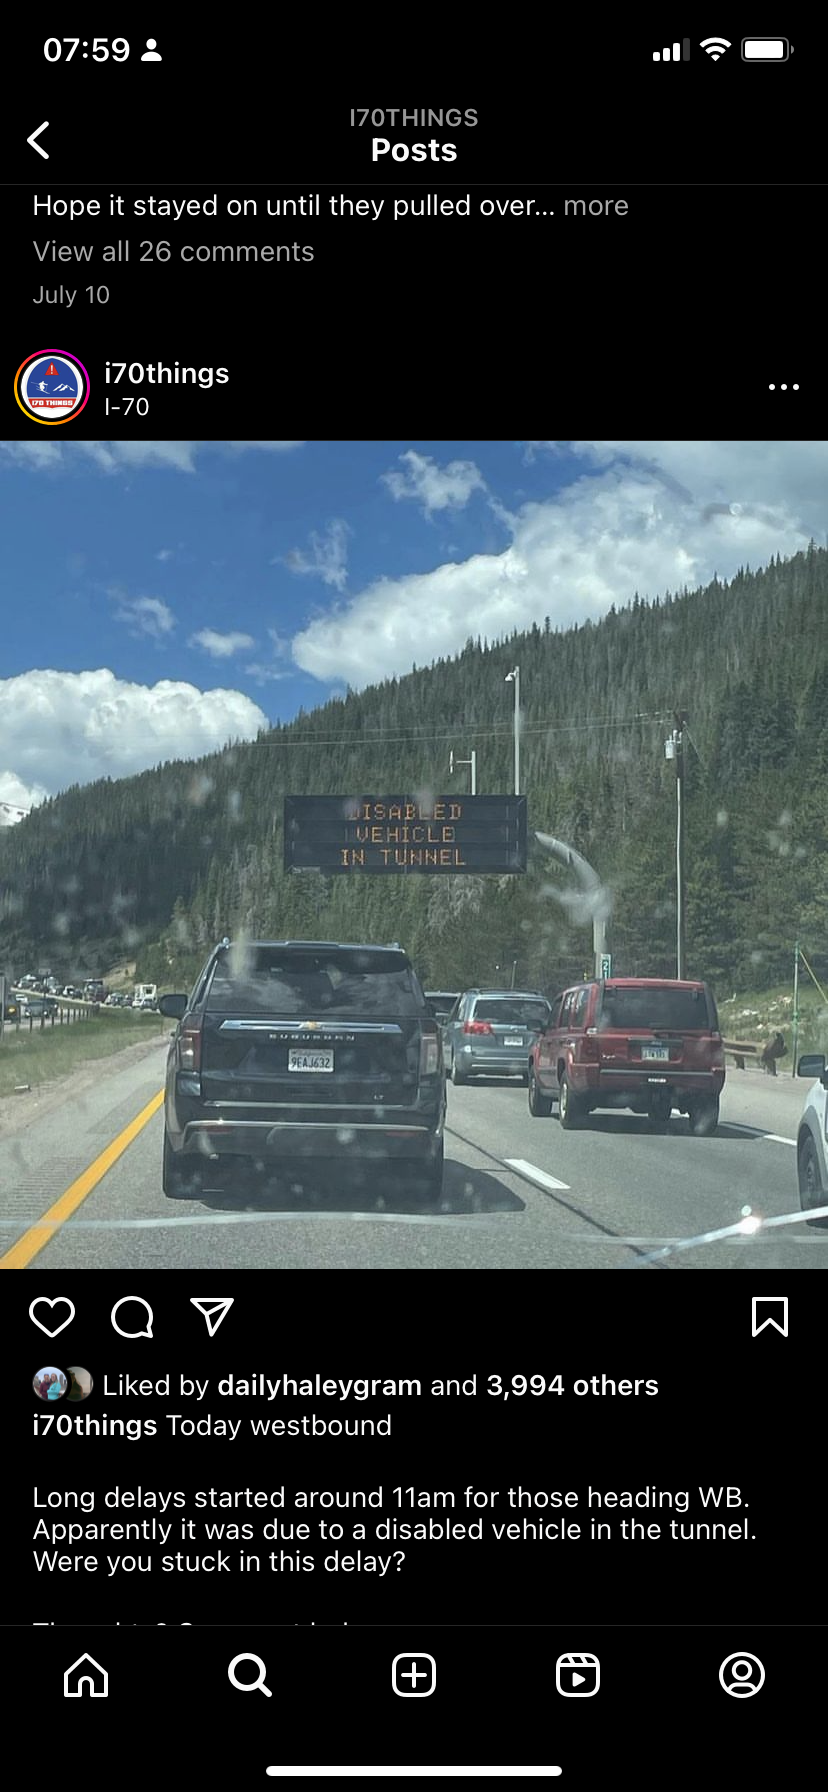 07:59
I70THINGS
Posts
Hope it stayed on until they pulled over... more
View all 26 comments
July 10
i70things
I-70
I70 THINGS
DISABLED
VEHICLE
IN TUNNEL
SUBURBAN
9EAJ632
LT
Liked by dailyhaleygram and 3,994 others
i70things Today westbound
Long delays started around 11am for those heading WB.
Apparently it was due to a disabled vehicle in the tunnel.
Were you stuck in this delay?